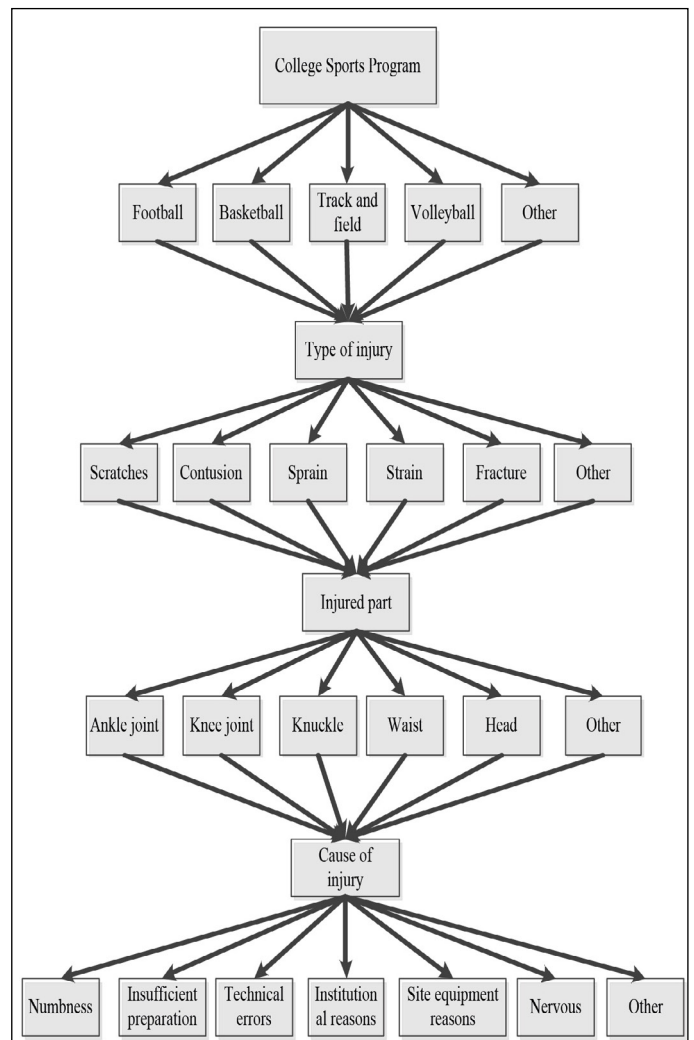 College Sports Program
Football
Basketball
Track and
field
Volleyball
Other
Type of injury
Scratches
Contusion
Sprain
Strain
Fracture
Other
Injured part
Ankle joint
Knee joint
Knuckle
Waist
Head
Other
Cause of
injury
Numbness
Insufficient
preparation
Technical
errors
Institution
al reasons
Site equipment
reasons
Nervous
Other